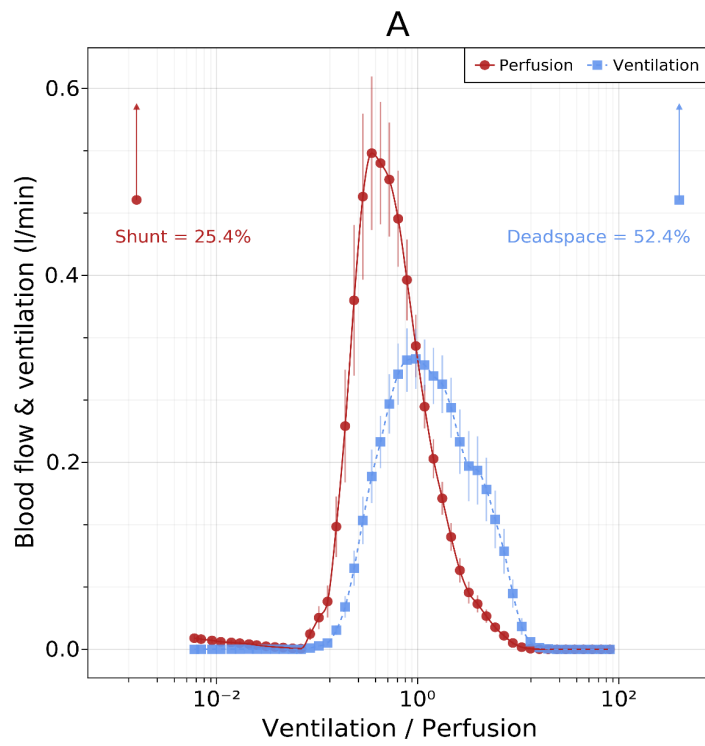 A
Perfusion
Ventilation
Shunt = 25.4%
Deadspace = 52.4%
0.6
0.4
0.2
0.0
Blood flow & ventilation (l/min)
10⁻²
10⁰
10²
Ventilation / Perfusion